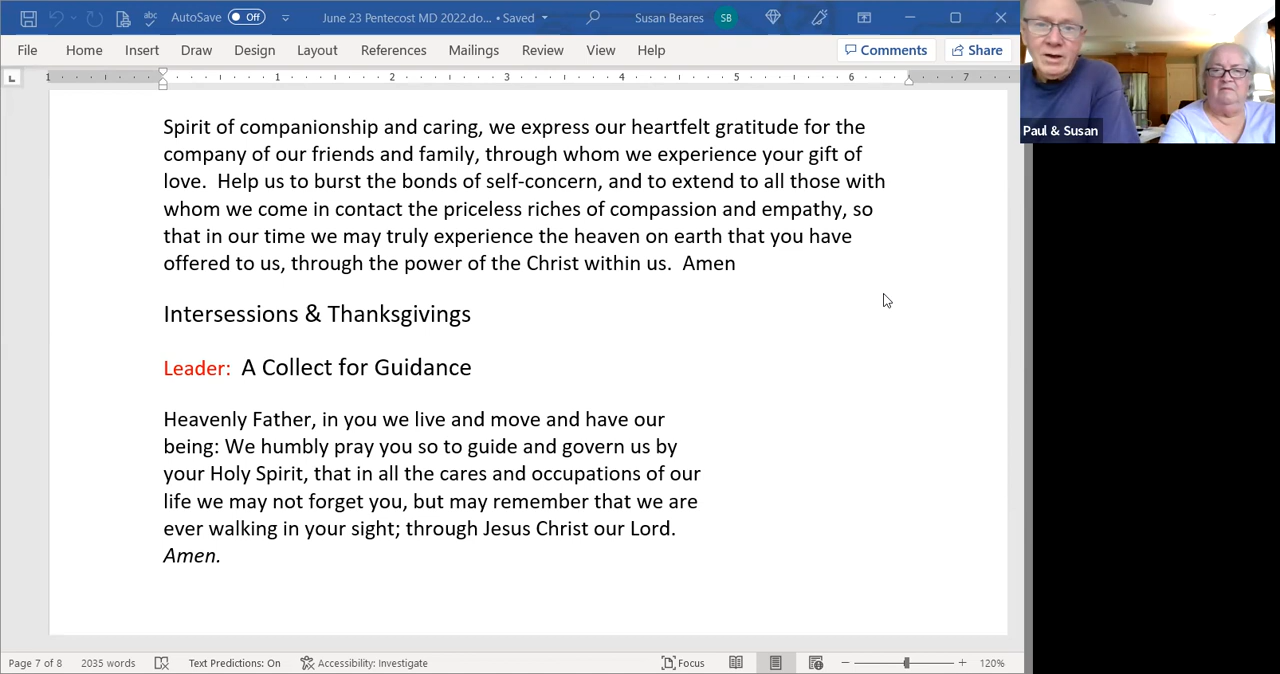 AutoSave Off June 23 Pentecost MD 2022.do... • Saved Susan Beares SB
File Home Insert Draw Design Layout References Mailings Review View Help Comments Share
1 1 2 3 4 5 6 7
Spirit of companionship and caring, we express our heartfelt gratitude for the
company of our friends and family, through whom we experience your gift of
love.  Help us to burst the bonds of self-concern, and to extend to all those with
whom we come in contact the priceless riches of compassion and empathy, so
that in our time we may truly experience the heaven on earth that you have
offered to us, through the power of the Christ within us.  Amen
Intersessions & Thanksgivings
Leader:  A Collect for Guidance
Heavenly Father, in you we live and move and have our
being: We humbly pray you so to guide and govern us by
your Holy Spirit, that in all the cares and occupations of our
life we may not forget you, but may remember that we are
ever walking in your sight; through Jesus Christ our Lord.
Amen.
Page 7 of 8 2035 words Text Predictions: On Accessibility: Investigate Focus 120%
Paul & Susan